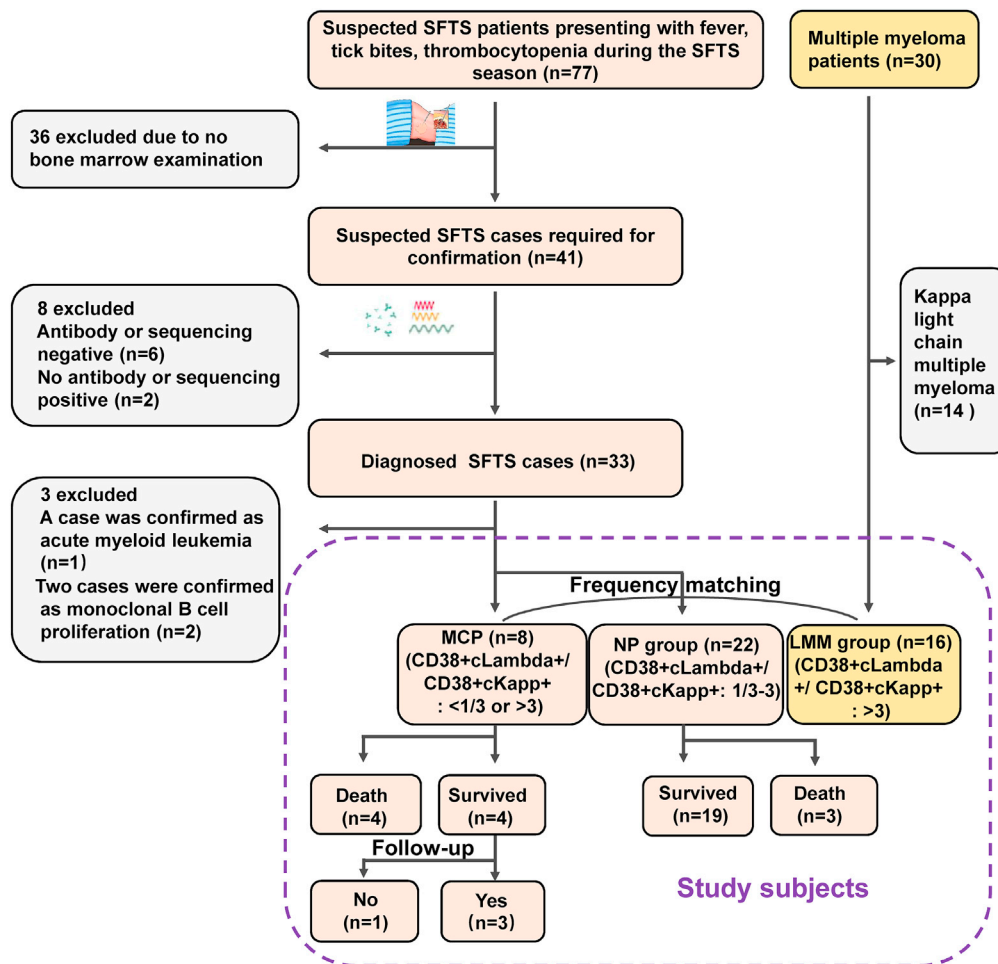 Suspected SFTS patients presenting with fever,
tick bites, thrombocytopenia during the SFTS
season (n=77)
Multiple myeloma
patients (n=30)
36 excluded due to no
bone marrow examination
Suspected SFTS cases required for
confirmation (n=41)
8 excluded
Antibody or sequencing
negative (n=6)
No antibody or sequencing
positive (n=2)
Kappa
light
chain
multiple
myeloma
(n=14 )
Diagnosed SFTS cases (n=33)
3 excluded
A case was confirmed as
acute myeloid leukemia
(n=1)
Two cases were confirmed
as monoclonal B cell
proliferation (n=2)
Frequency matching
MCP (n=8)
(CD38+cLambda+/
CD38+cKapp+
: <1/3 or >3)
NP group (n=22)
(CD38+cLambda+/
CD38+cKapp+: 1/3-3)
LMM group (n=16)
(CD38+cLambda
+/ CD38+cKapp+
: >3)
Death
(n=4)
Survived
(n=4)
Survived
(n=19)
Death
(n=3)
Follow-up
No
(n=1)
Yes
(n=3)
Study subjects